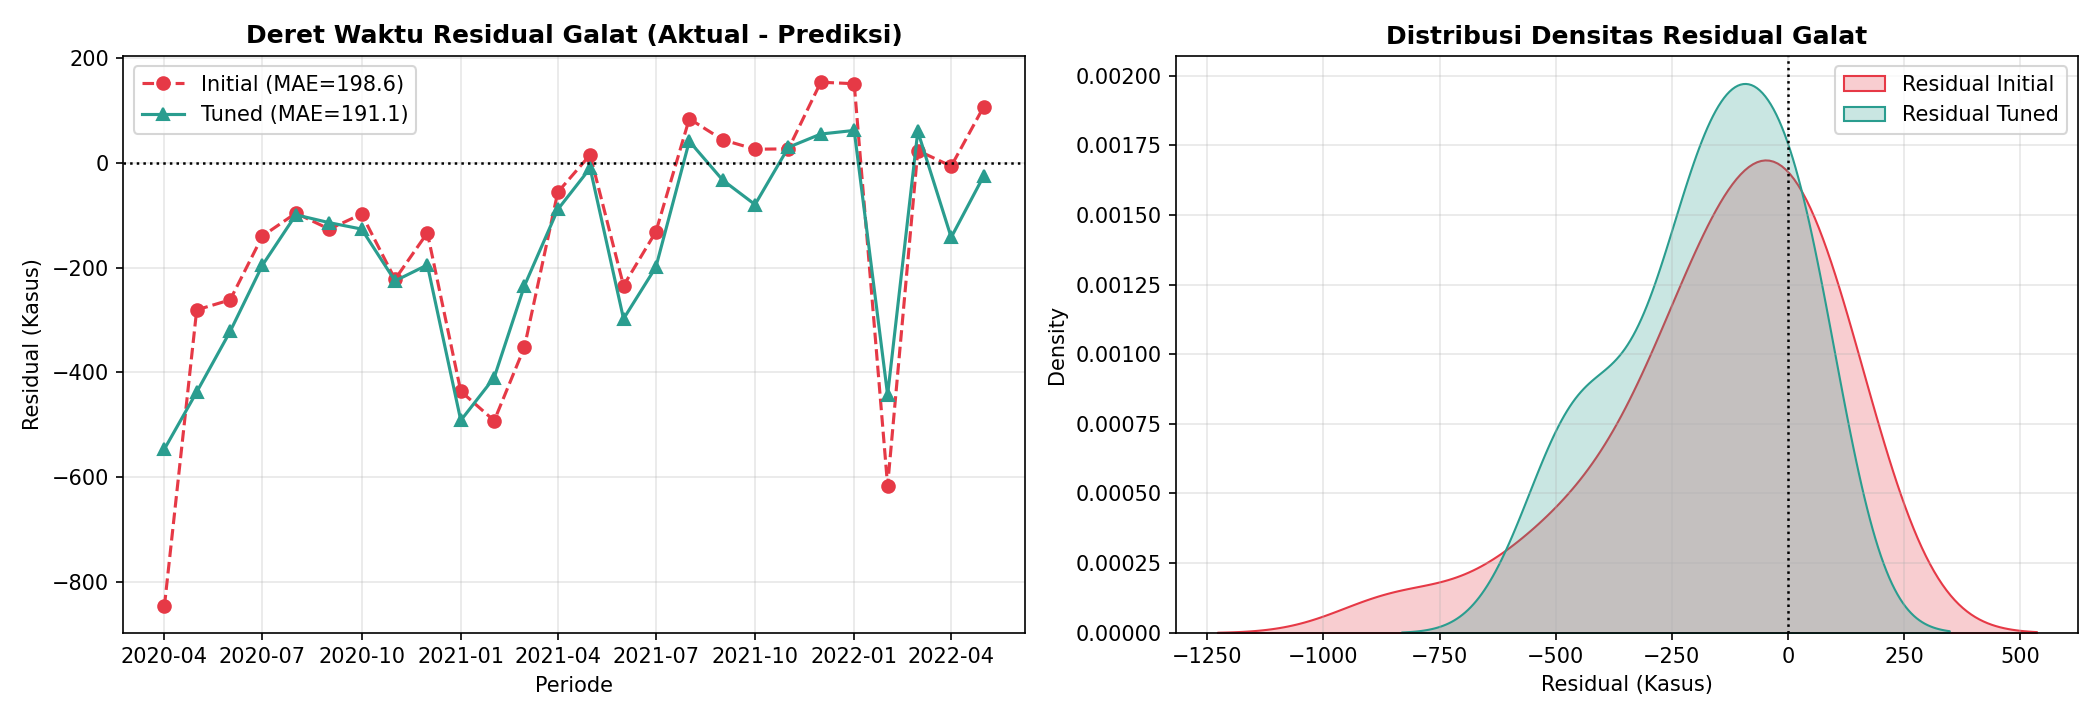 Deret Waktu Residual Galat (Aktual - Prediksi)
Initial (MAE=198.6)
Tuned (MAE=191.1)
200
0
−200
−400
−600
−800
Residual (Kasus)
2020-04 2020-07 2020-10 2021-01 2021-04 2021-07 2021-10 2022-01 2022-04
Periode
Distribusi Densitas Residual Galat
Residual Initial
Residual Tuned
0.00200
0.00175
0.00150
0.00125
0.00100
0.00075
0.00050
0.00025
0.00000
Density
−1250 −1000 −750 −500 −250 0 250 500
Residual (Kasus)